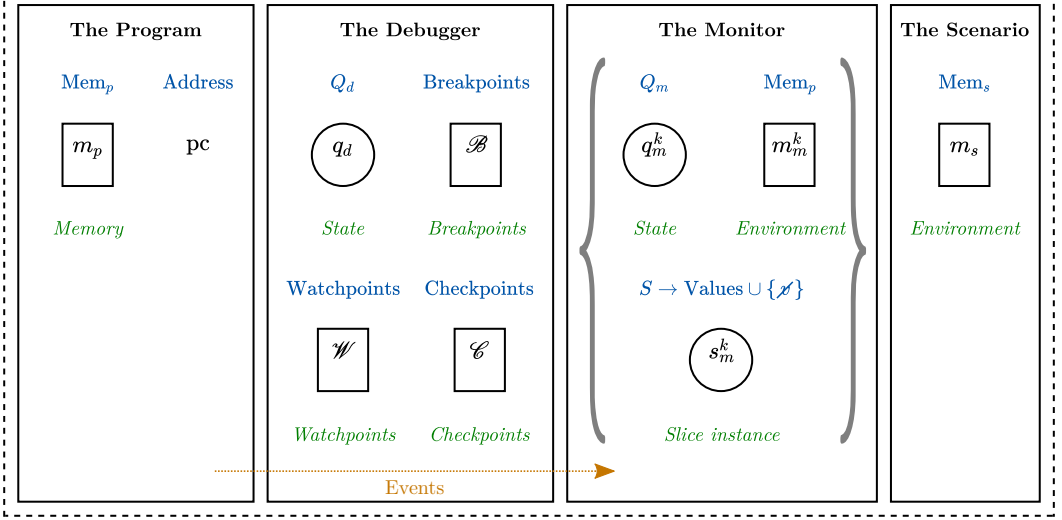 The Program
Mem_p Address
m_p pc
Memory
The Debugger
Q_d Breakpoints
q_d ℬ
State Breakpoints
Watchpoints Checkpoints
𝒲 𝒞
Watchpoints Checkpoints
The Monitor
Q_m Mem_p
q_m^k m_m^k
State Environment
S → Values ∪ {v̸}
s_m^k
Slice instance
The Scenario
Mem_s
m_s
Environment
Events